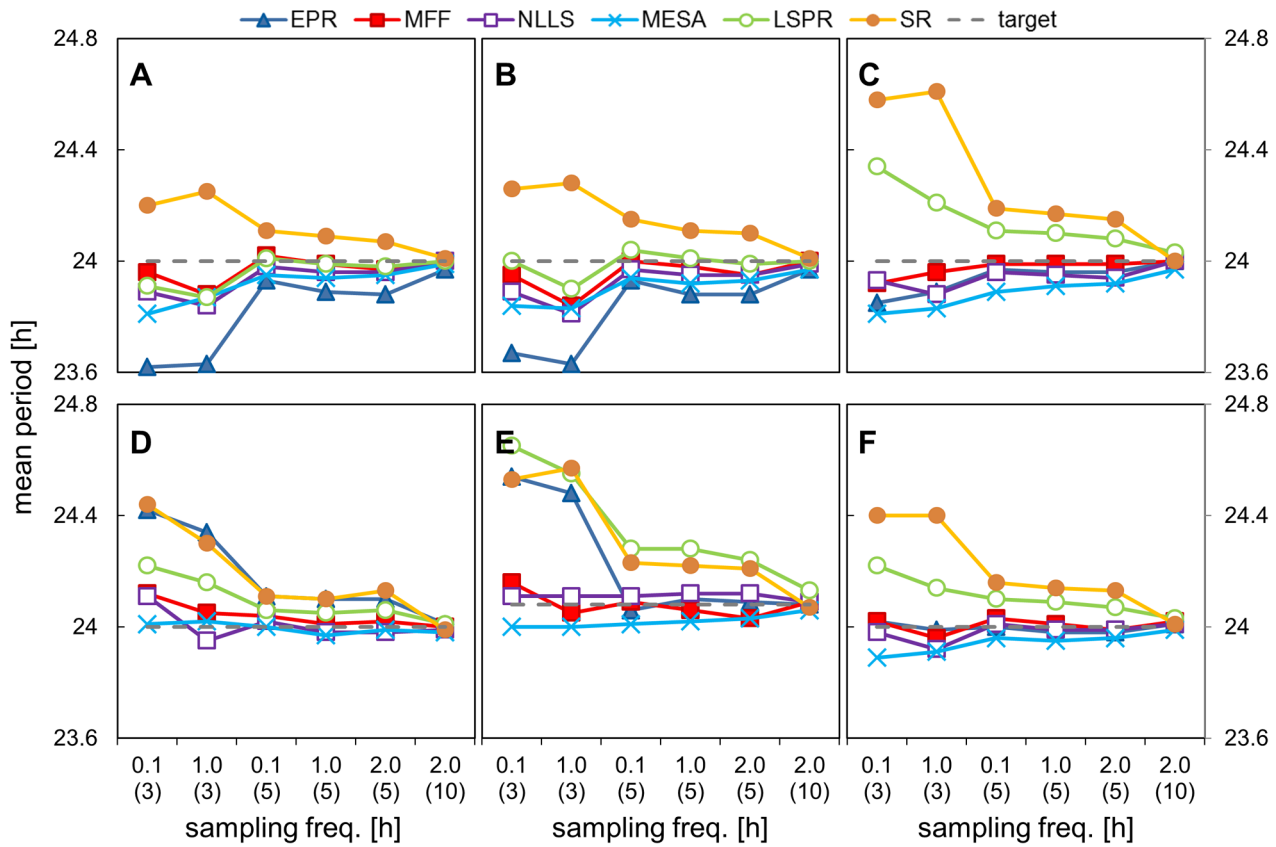 EPR MFF NLLS MESA LSPR SR target
24.8 24.8
A B C
24.4 24.4
24 24
23.6 23.6
mean period [h]
24.8 24.8
D E F
24.4 24.4
24 24
23.6 23.6
0.1 1.0 0.1 1.0 2.0 2.0 0.1 1.0 0.1 1.0 2.0 2.0 0.1 1.0 0.1 1.0 2.0 2.0
(3) (3) (5) (5) (5) (10) (3) (3) (5) (5) (5) (10) (3) (3) (5) (5) (5) (10)
sampling freq. [h] sampling freq. [h] sampling freq. [h]